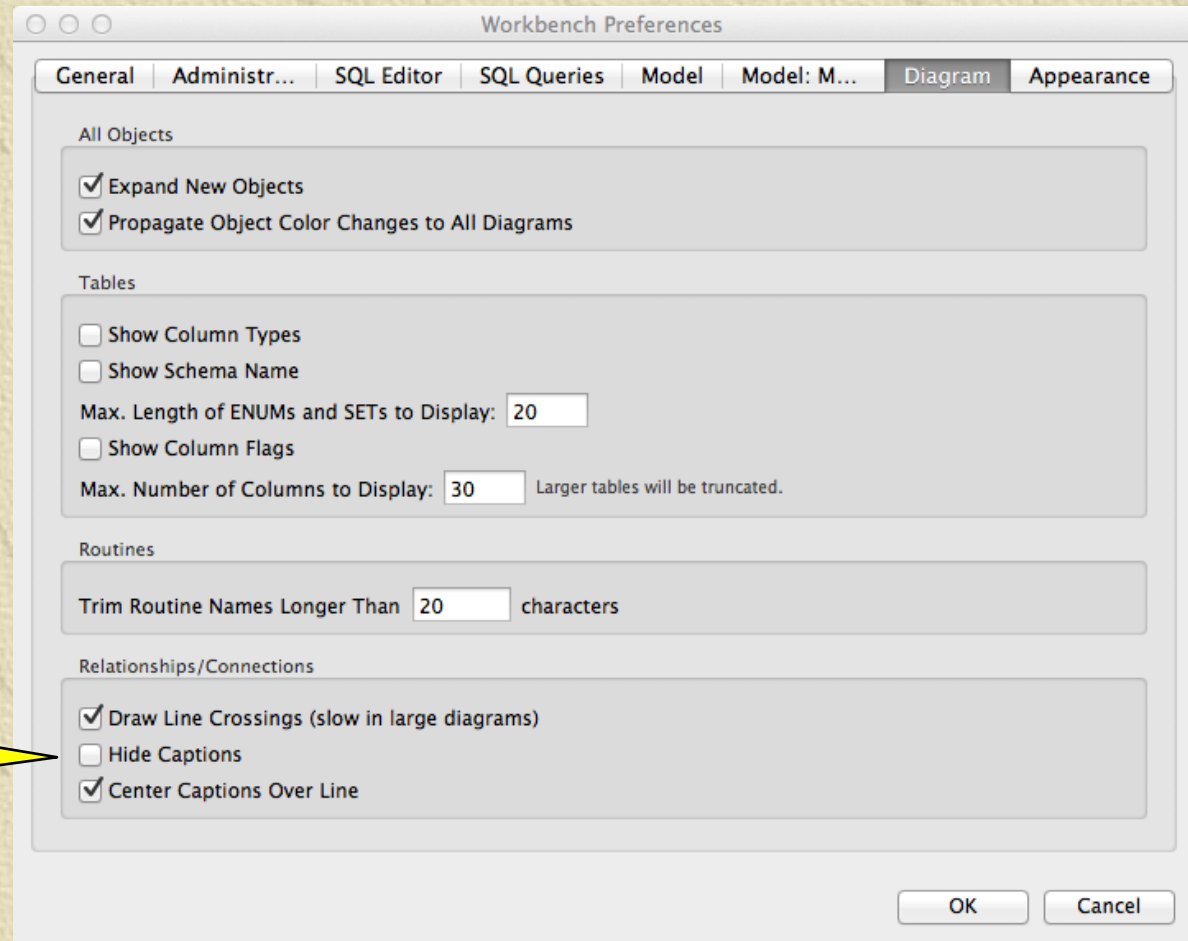 Workbench Preferences
General Administr... SQL Editor SQL Queries Model Model: M... Diagram Appearance
All Objects
Expand New Objects
Propagate Object Color Changes to All Diagrams
Tables
Show Column Types
Show Schema Name
Max. Length of ENUMs and SETs to Display: 20
Show Column Flags
Max. Number of Columns to Display: 30 Larger tables will be truncated.
Routines
Trim Routine Names Longer Than 20 characters
Relationships/Connections
Draw Line Crossings (slow in large diagrams)
Hide Captions
Center Captions Over Line
OK Cancel